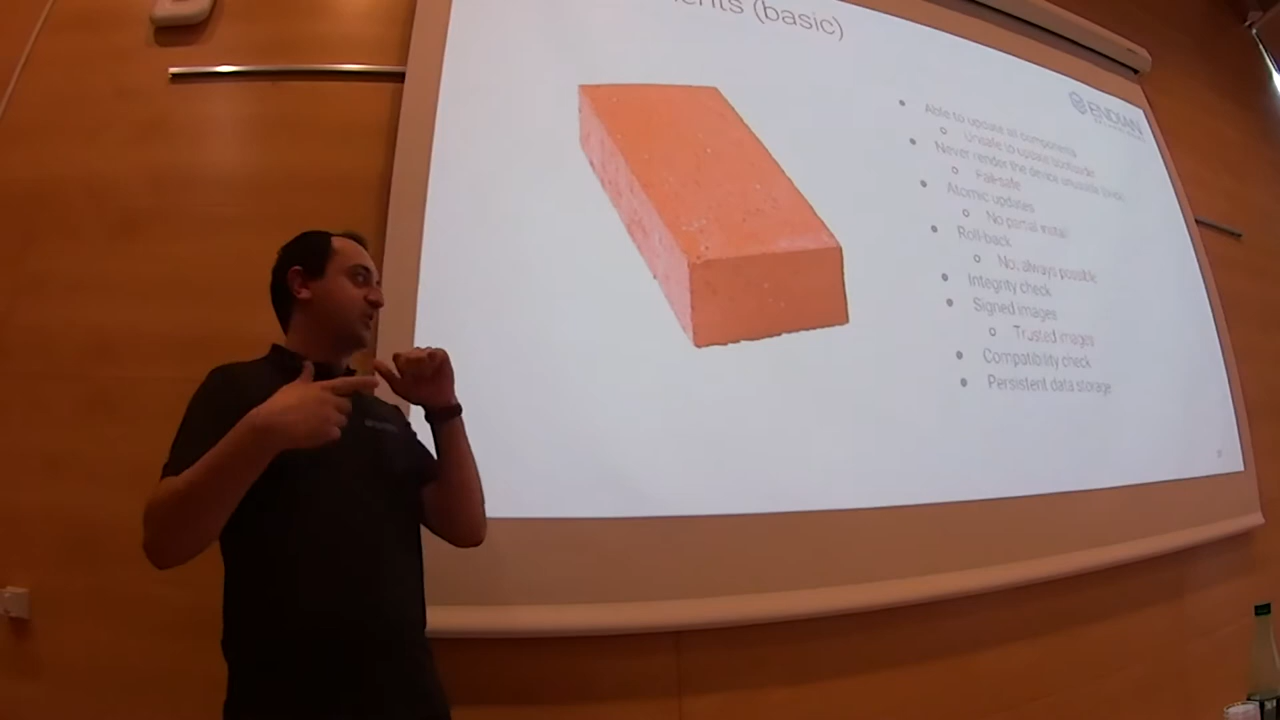 ents (basic)
ENDIAN
Able to update all components
Unsafe to update bootloader
Never render the device unusable (brick)
Fail-safe
Atomic updates
No partial install
Roll-back
No, always possible
Integrity check
Signed images
Trusted images
Compatibility check
Persistent data storage